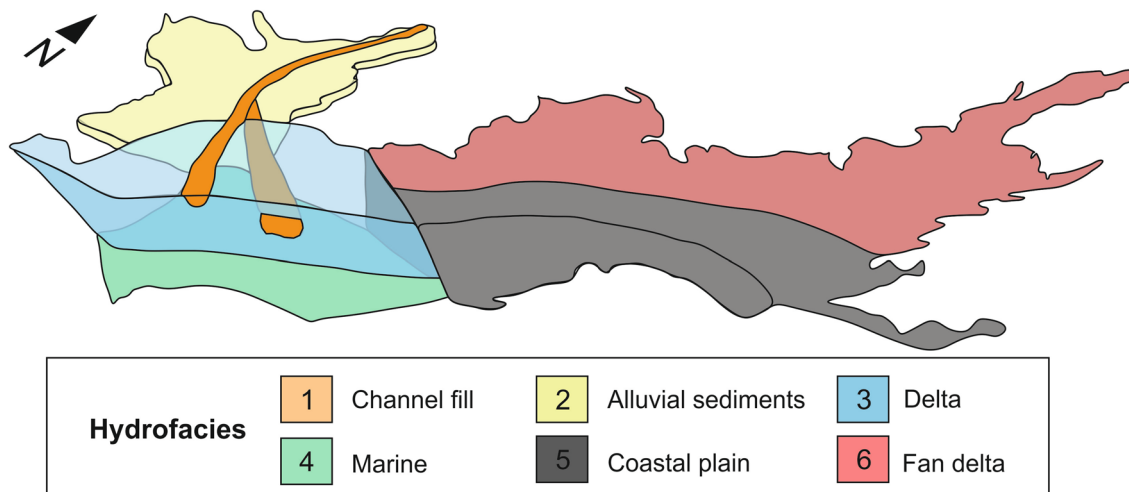 N
1 Channel fill 2 Alluvial sediments 3 Delta
Hydrofacies
4 Marine 5 Coastal plain 6 Fan delta